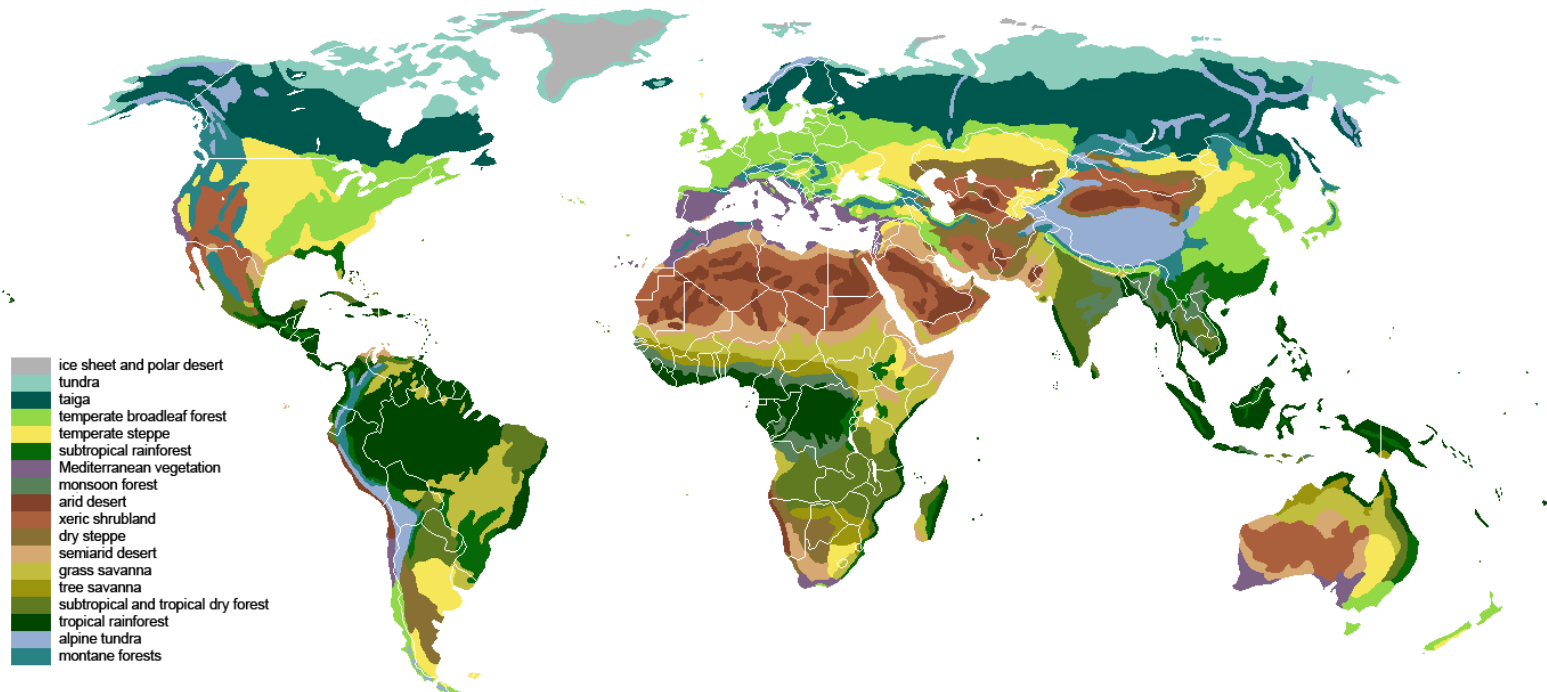 ice sheet and polar desert
tundra
taiga
temperate broadleaf forest
temperate steppe
subtropical rainforest
Mediterranean vegetation
monsoon forest
arid desert
xeric shrubland
dry steppe
semiarid desert
grass savanna
tree savanna
subtropical and tropical dry forest
tropical rainforest
alpine tundra
montane forests